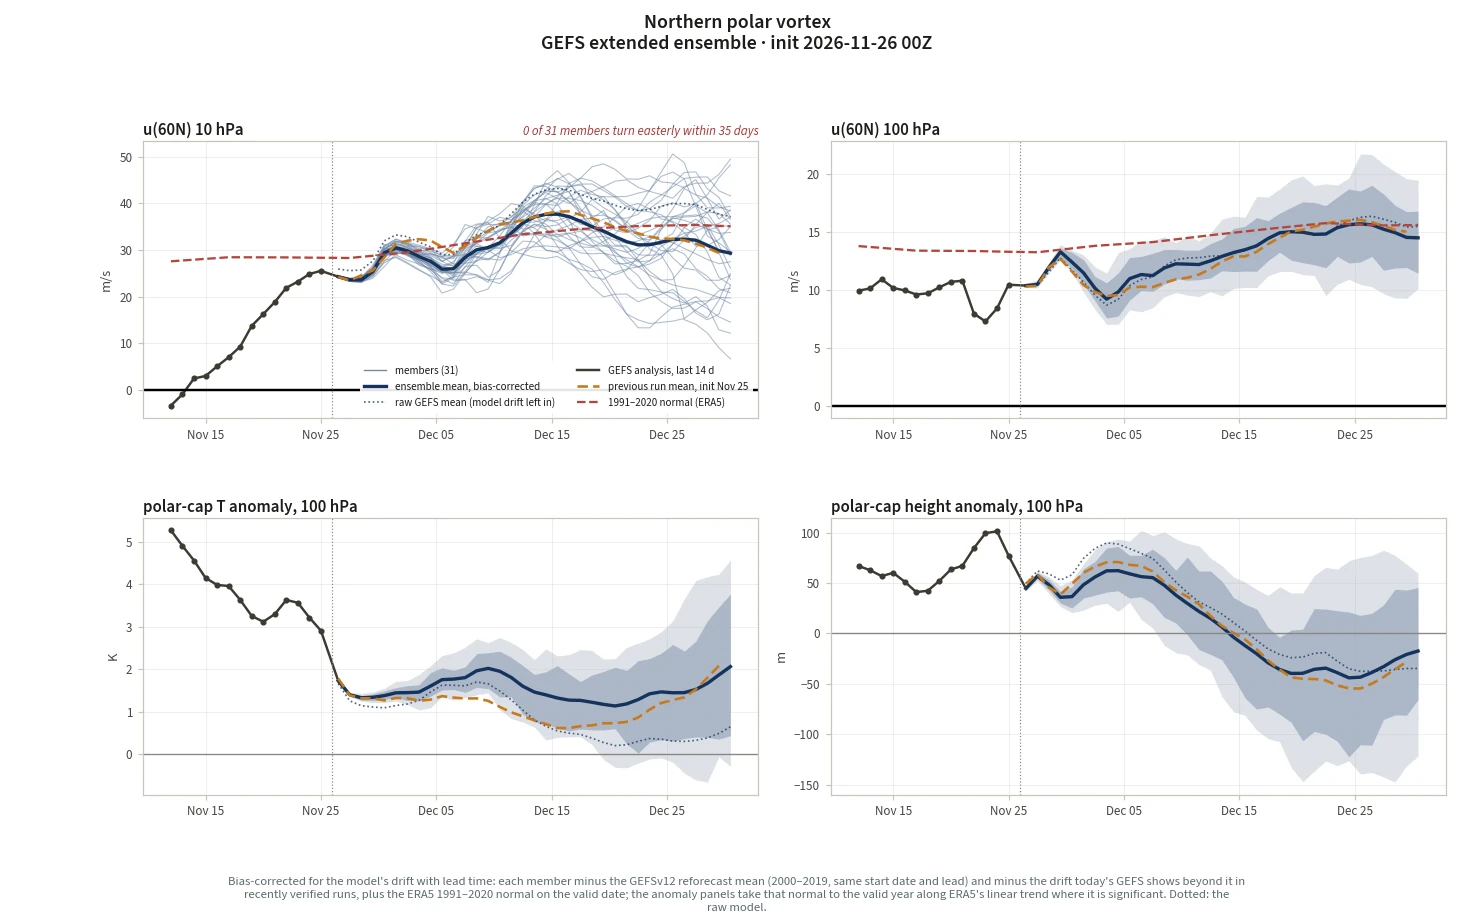 Northern polar vortex
GEFS extended ensemble · init 2026-11-26 00Z
u(60N) 10 hPa
0 of 31 members turn easterly within 35 days
m/s
50
40
30
20
10
0
members (31)
ensemble mean, bias-corrected
raw GEFS mean (model drift left in)
GEFS analysis, last 14 d
previous run mean, init Nov 25
1991–2020 normal (ERA5)
Nov 15
Nov 25
Dec 05
Dec 15
Dec 25
u(60N) 100 hPa
m/s
20
15
10
5
0
Nov 15
Nov 25
Dec 05
Dec 15
Dec 25
polar-cap T anomaly, 100 hPa
K
5
4
3
2
1
0
Nov 15
Nov 25
Dec 05
Dec 15
Dec 25
polar-cap height anomaly, 100 hPa
m
100
50
0
−50
−100
−150
Nov 15
Nov 25
Dec 05
Dec 15
Dec 25
Bias-corrected for the model's drift with lead time: each member minus the GEFSv12 reforecast mean (2000–2019, same start date and lead) and minus the drift today's GEFS shows beyond it in
recently verified runs, plus the ERA5 1991–2020 normal on the valid date; the anomaly panels take that normal to the valid year along ERA5's linear trend where it is significant. Dotted: the
raw model.